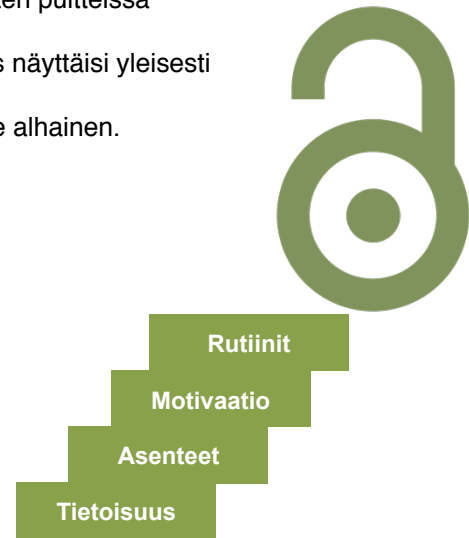 puitteissa
s näyttäisi yleisesti
e alhainen.
Rutiinit
Motivaatio
Asenteet
Tietoisuus